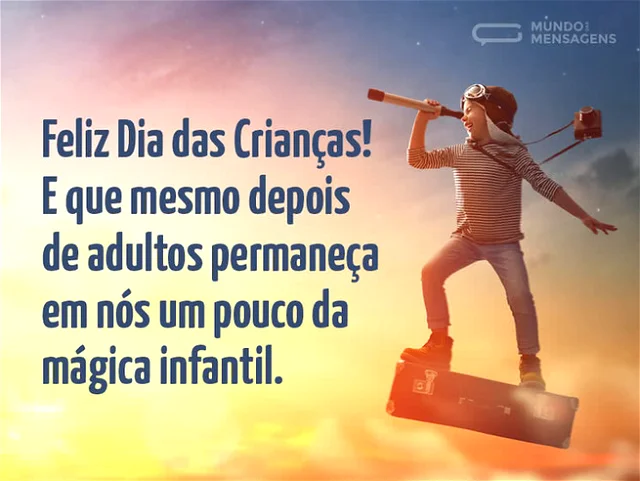 MUNDO DAS
MENSAGENS
Feliz Dia das Crianças!
E que mesmo depois
de adultos permaneça
em nós um pouco da
mágica infantil.